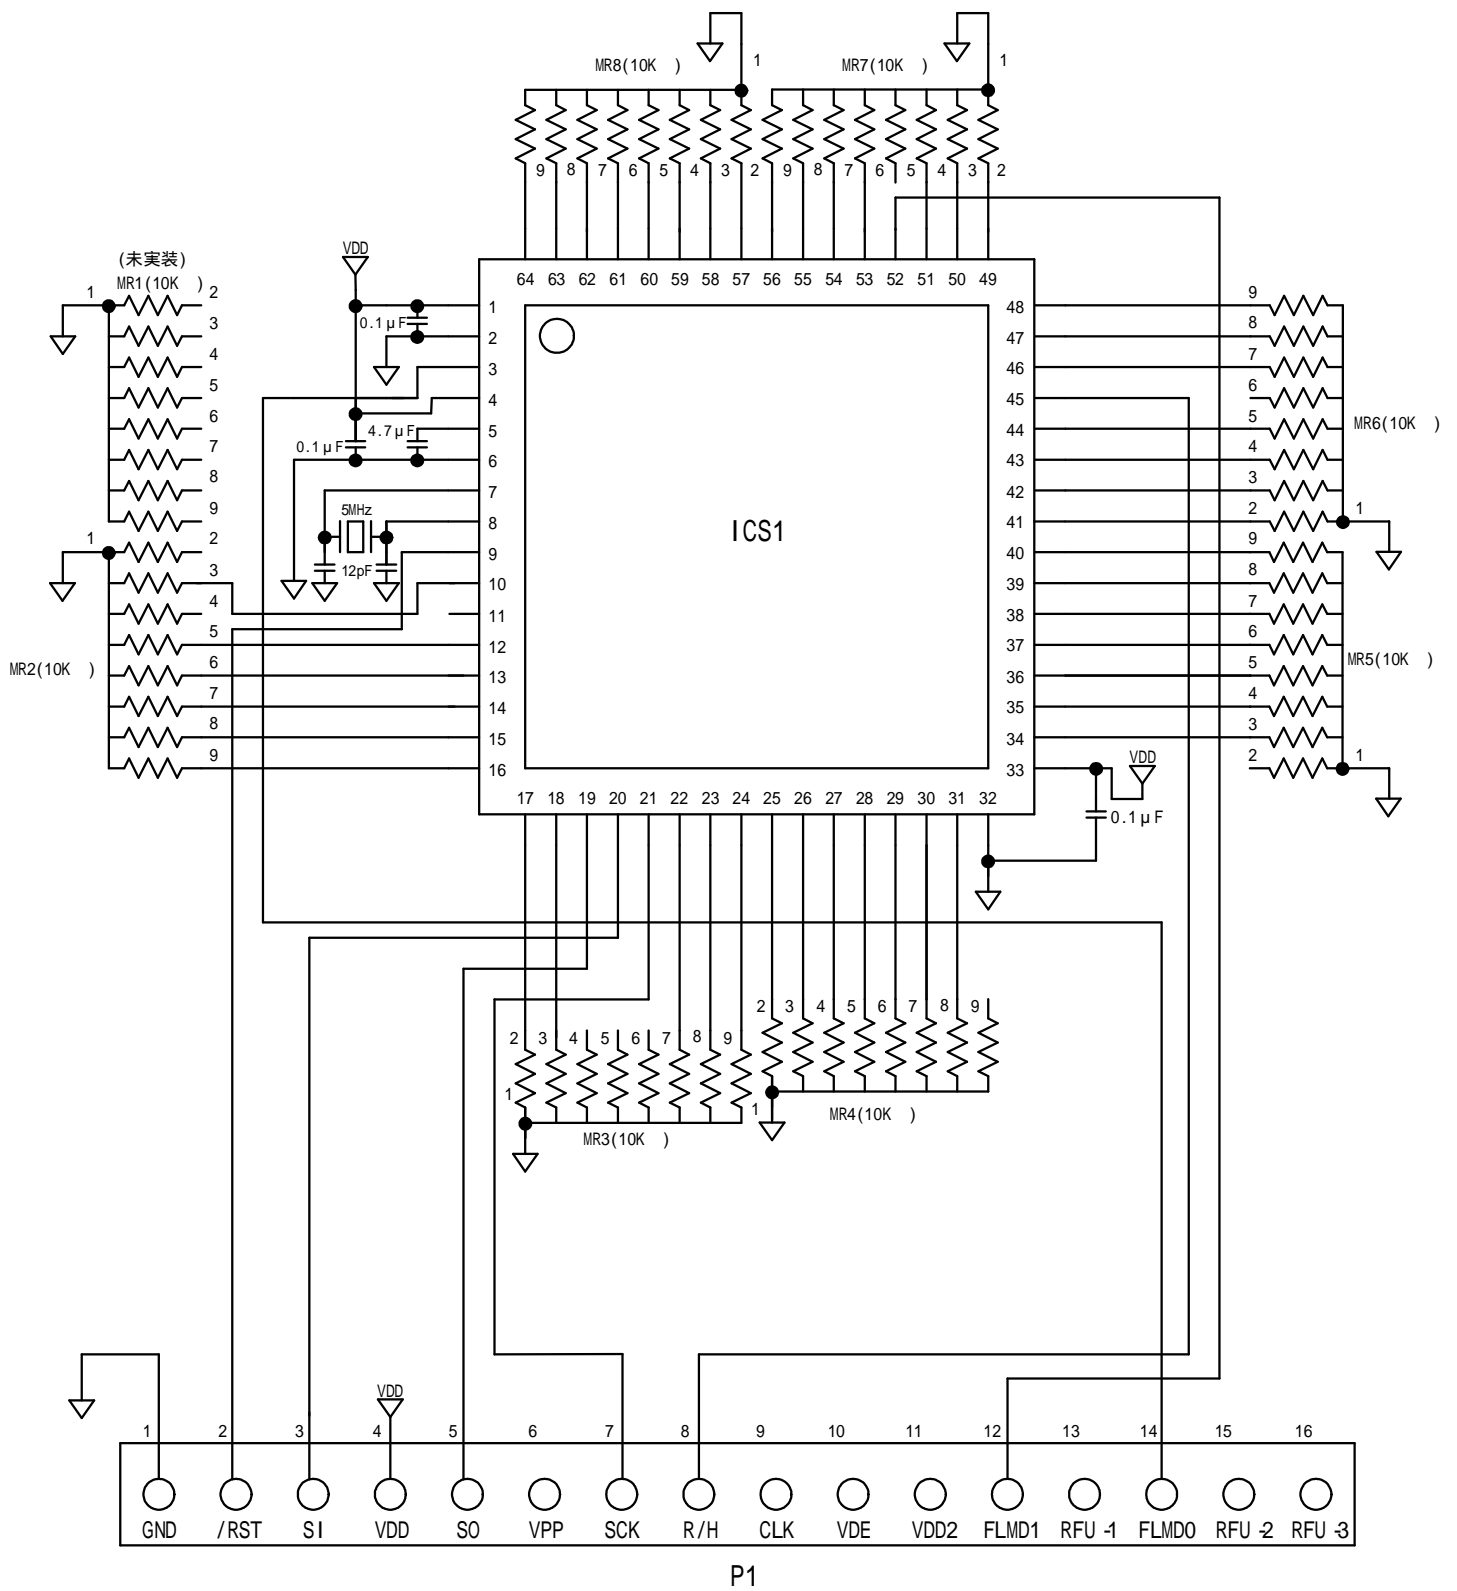 MR8(10K )
1
MR7(10K )
1
9 8 7 6 5 4 3 2 9 8 7 6 5 4 3 2
(未実装)
MR1(10K )
1
2
3
4
5
6
7
8
9
VDD
0.1μF
0.1μF
4.7μF
5MHz
12pF
1
2
3
4
5
6
7
8
9
MR2(10K )
64 63 62 61 60 59 58 57 56 55 54 53 52 51 50 49
1
2
3
4
5
6
7
8
9
10
11
12
13
14
15
16
ICS1
48
47
46
45
44
43
42
41
40
39
38
37
36
35
34
33
17 18 19 20 21 22 23 24 25 26 27 28 29 30 31 32
9
8
7
6
5
4
3
2
MR6(10K )
1
9
8
7
6
5
4
3
2
MR5(10K )
1
VDD
0.1μF
2 3 4 5 6 7 8 9
1
MR3(10K )
2 3 4 5 6 7 8 9
1
MR4(10K )
VDD
1 2 3 4 5 6 7 8 9 10 11 12 13 14 15 16
GND /RST SI VDD SO VPP SCK R/H CLK VDE VDD2 FLMD1 RFU-1 FLMD0 RFU-2 RFU-3
P1